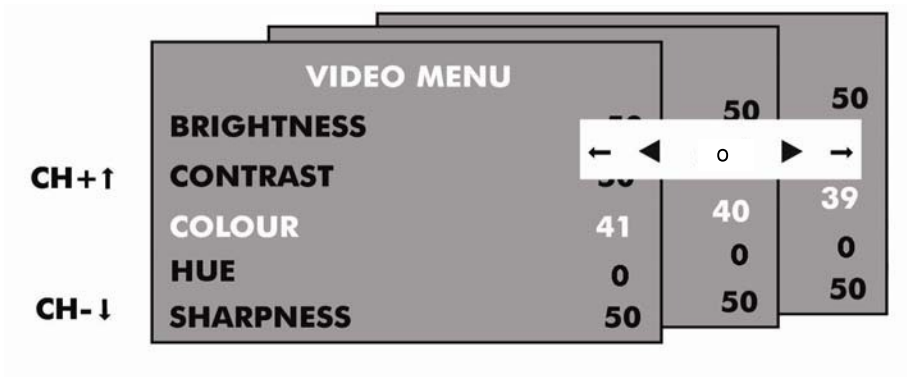 VIDEO MENU
50 50
BRIGHTNESS
← ◀ o ▶ →
CH+↑ CONTRAST
COLOUR 41 40 39
HUE 0 0 0
CH-↓ SHARPNESS 50 50 50